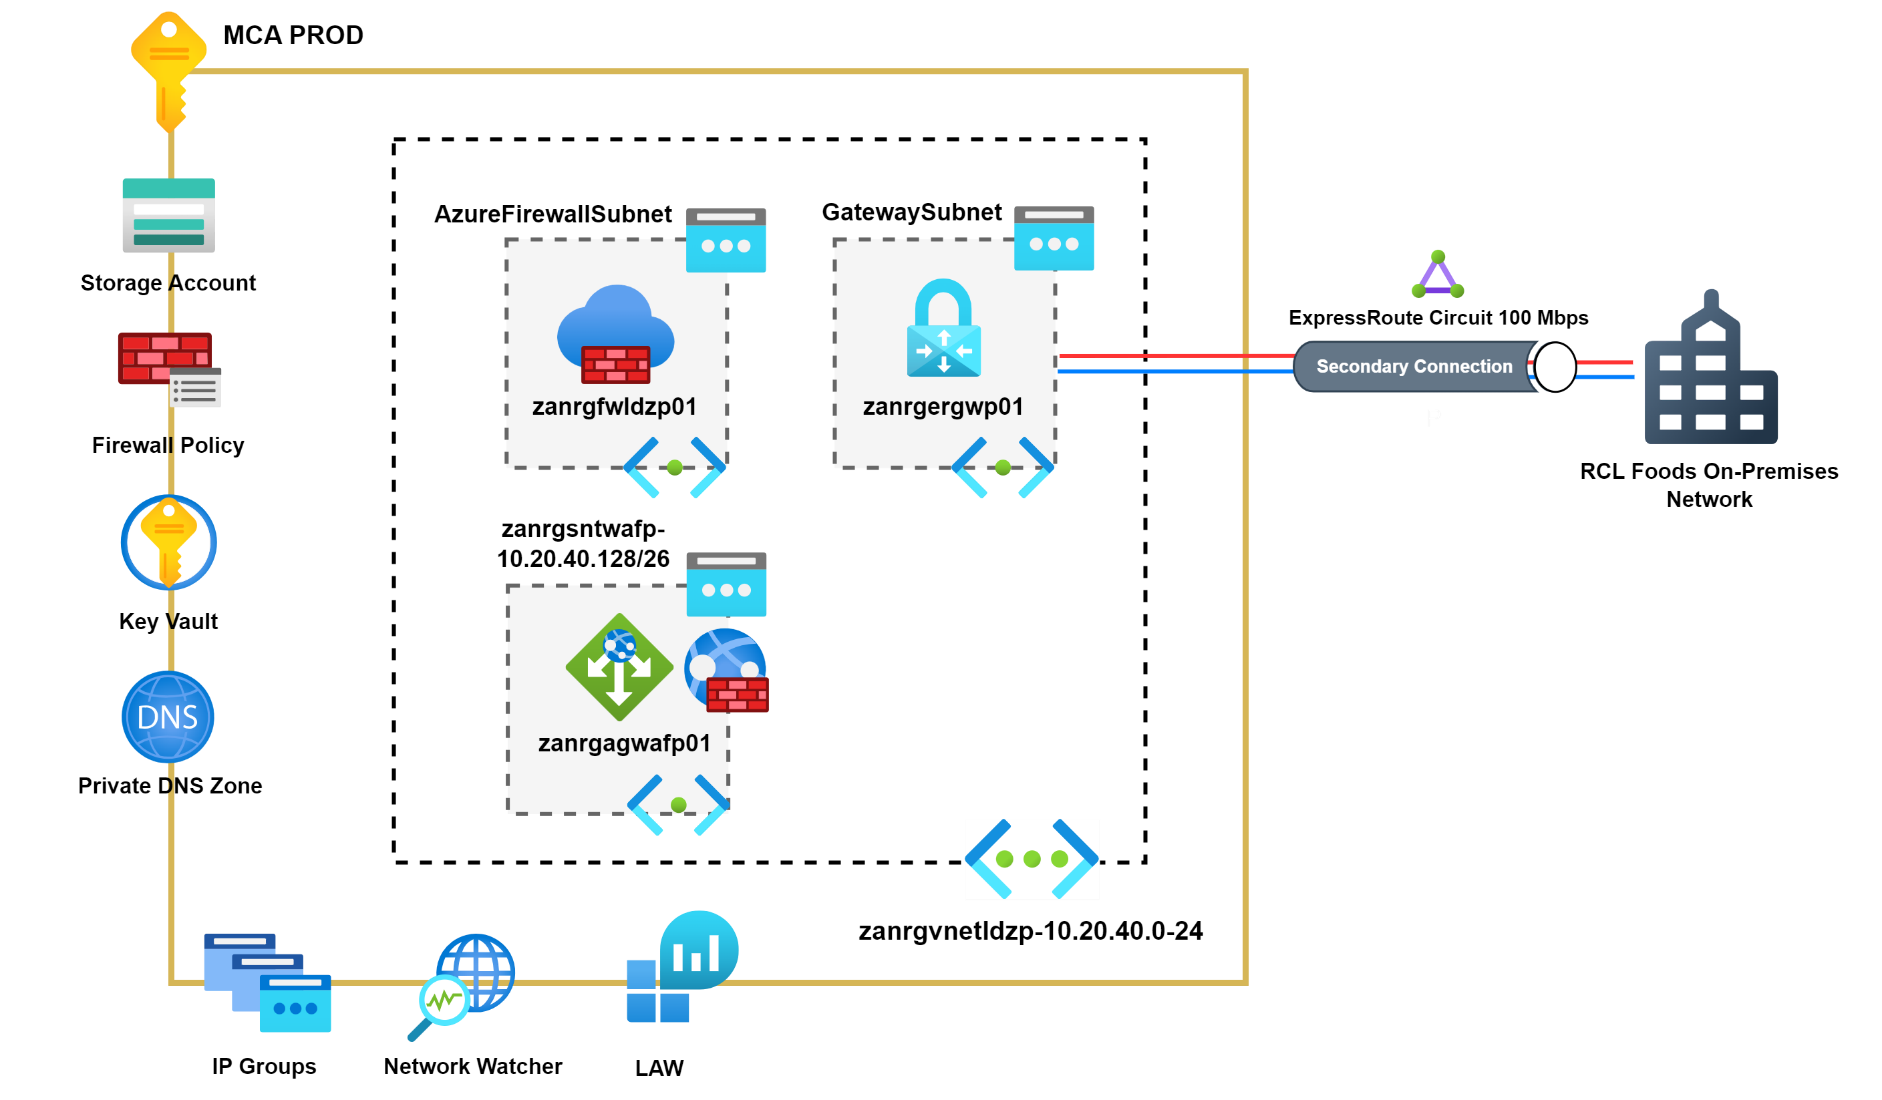 MCA PROD
Storage Account
Firewall Policy
Key Vault
DNS
Private DNS Zone
AzureFirewallSubnet
zanrgfwldzp01
GatewaySubnet
zanrgergwp01
zanrgsntwafp-
10.20.40.128/26
zanrgagwafp01
zanrgvnetldzp-10.20.40.0-24
ExpressRoute Circuit 100 Mbps
Secondary Connection
RCL Foods On-Premises
Network
IP Groups
Network Watcher
LAW